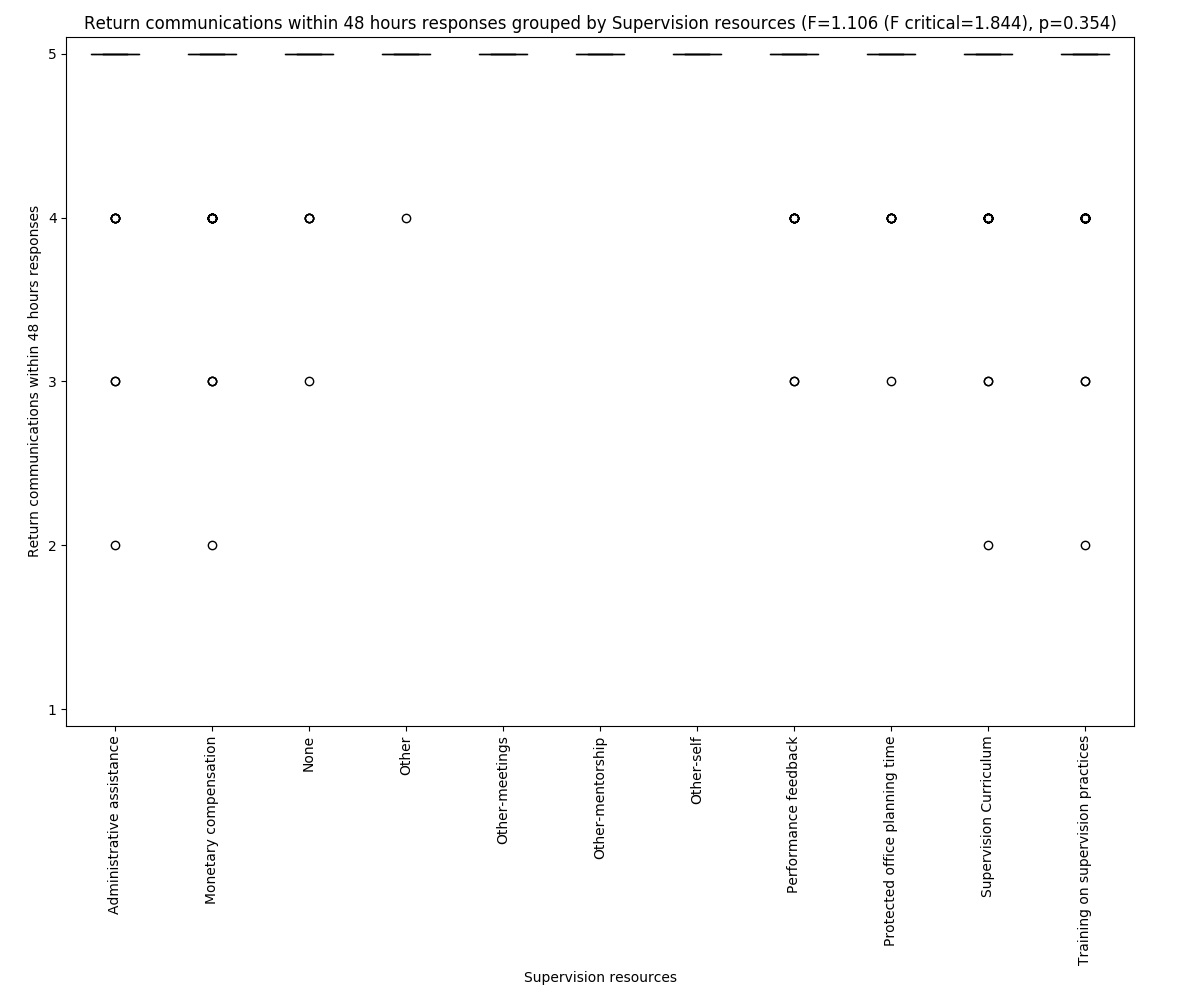 Return communications within 48 hours responses grouped by Supervision resources (F=1.106 (F critical=1.844), p=0.354)
Return communications within 48 hours responses
5
4
3
2
1
Administrative assistance
Monetary compensation
None
Other
Other-meetings
Other-mentorship
Other-self
Performance feedback
Protected office planning time
Supervision Curriculum
Training on supervision practices
Supervision resources